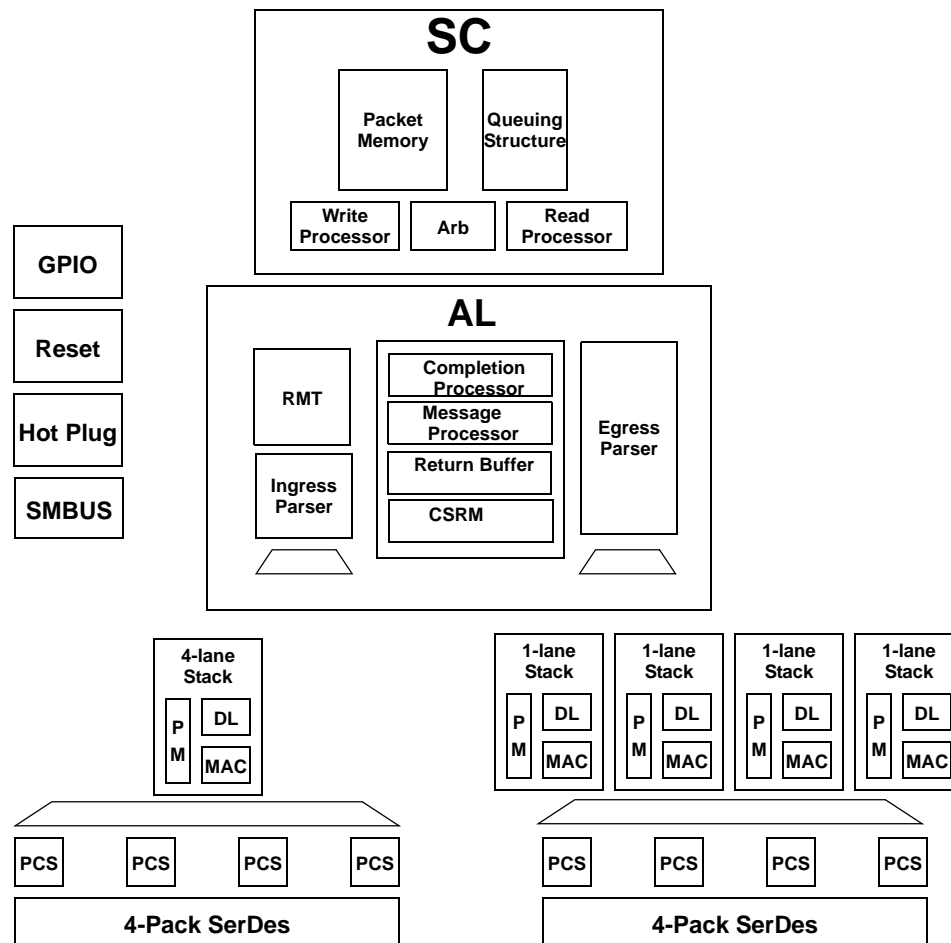 SC
Packet
Memory
Queuing
Structure
Write
Processor
Arb
Read
Processor
GPIO
Reset
Hot Plug
SMBUS
AL
RMT
Ingress
Parser
Completion
Processor
Message
Processor
Return Buffer
CSRM
Egress
Parser
4-lane
Stack
P
M
DL
MAC
1-lane
Stack
P
M
DL
MAC
1-lane
Stack
P
M
DL
MAC
1-lane
Stack
P
M
DL
MAC
1-lane
Stack
P
M
DL
MAC
PCS
PCS
PCS
PCS
4-Pack SerDes
PCS
PCS
PCS
PCS
4-Pack SerDes